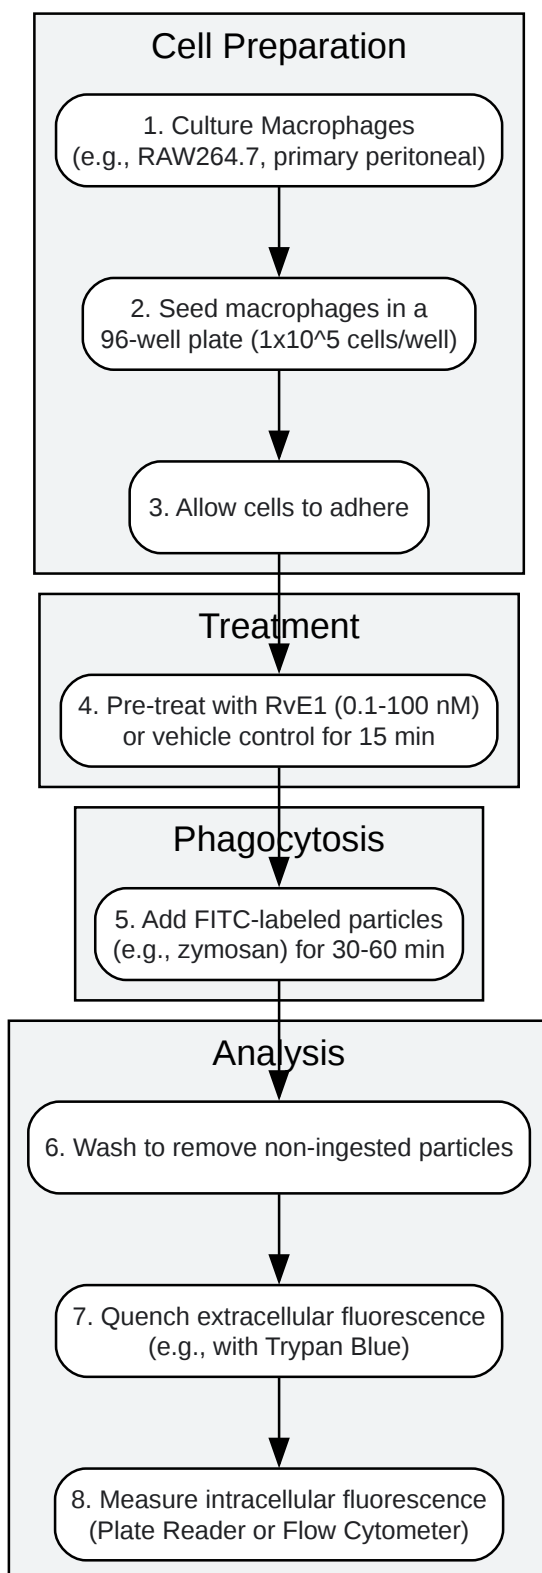 Cell Preparation
1. Culture Macrophages
(e.g., RAW264.7, primary peritoneal)
2. Seed macrophages in a
96-well plate (1x10^5 cells/well)
3. Allow cells to adhere
Treatment
4. Pre-treat with RvE1 (0.1-100 nM)
or vehicle control for 15 min
Phagocytosis
5. Add FITC-labeled particles
(e.g., zymosan) for 30-60 min
Analysis
6. Wash to remove non-ingested particles
7. Quench extracellular fluorescence
(e.g., with Trypan Blue)
8. Measure intracellular fluorescence
(Plate Reader or Flow Cytometer)